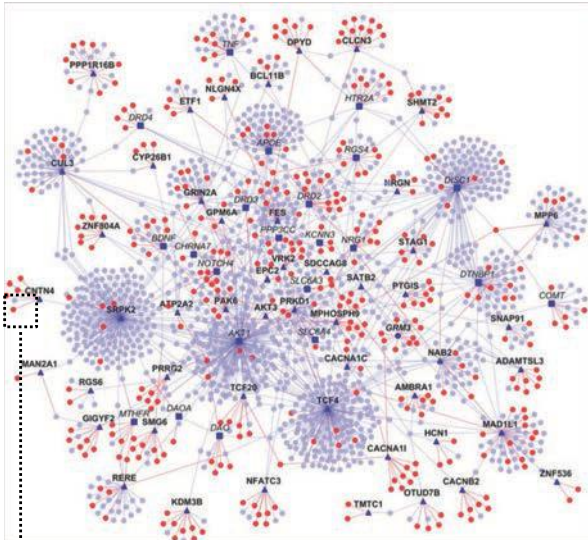 TNF
DPYD
CLCN3
PPP1R16B
BCL11B
NLGN4X
HTR2A
ETF1
SHMT2
DRD4
APOE
RGS4
CUL3
CYP26B1
DISC1
GRIN2A
DRD3
DRD2
NRGN
GPM6A
FES
MPP6
ZNF804A
PPP3CC
BDNF
KCNN3
NRG1
STAG1
CHRNA7
VRK2
NOTCH4
EPC2
SDCCAG8
DTNBP1
CNTN4
SLC6A3
SATB2
PTGIS
COMT
SRPK2
ATP2A2
PAK6
AKT3
PRKD1
MPHOSPH9
SNAP91
AKT1
SLC6A4
GRM3
MAN2A1
CACNA1C
NAB2
ADAMTSL3
PRRG2
RGS6
TCF20
AMBRA1
MTHFR
DAOA
TCF4
GIGYF2
SMG6
DAO
HCN1
MAD1L1
CACNA1I
RERE
NFATC3
CACNB2
ZNF536
KDM3B
TMTC1
OTUD7B